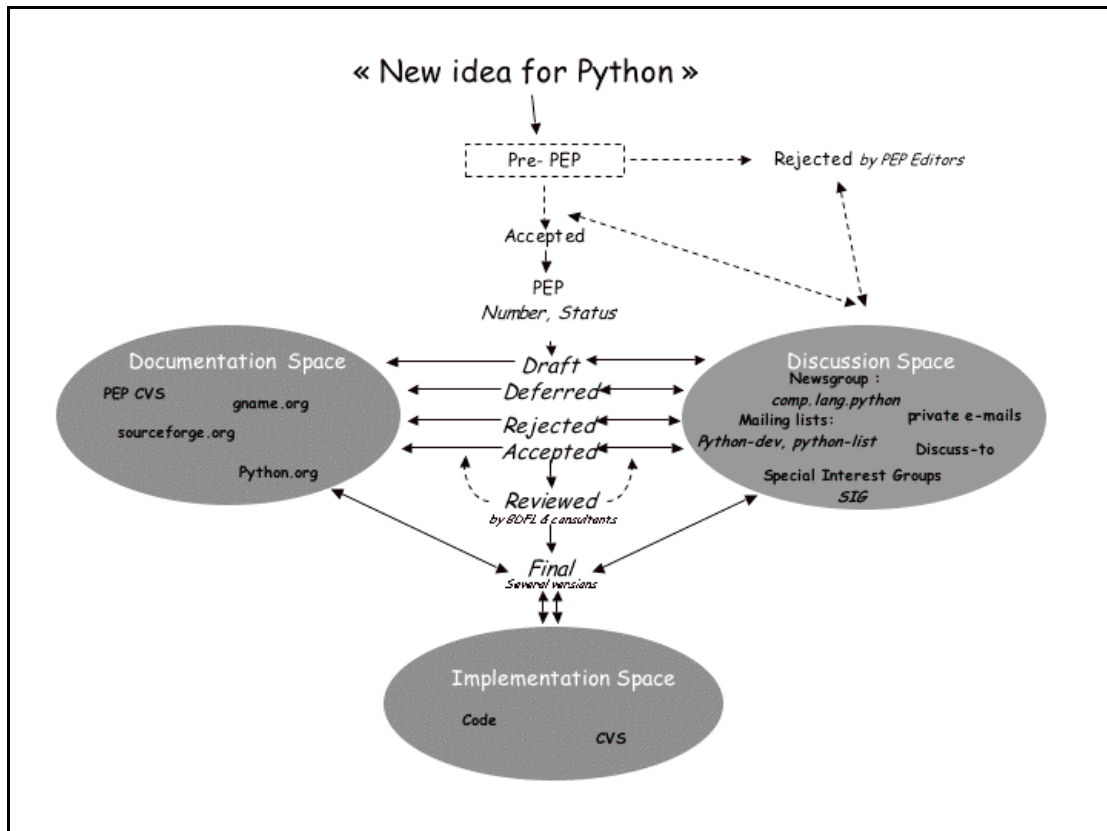 « New idea for Python »
Pre- PEP
Rejected by PEP Editors
Accepted
PEP
Number, Status
Draft
Deferred
Rejected
Accepted
Reviewed
by BDFL & consultants
Final
Several versions
Documentation Space
PEP CVS
gname.org
sourceforge.org
Python.org
Discussion Space
Newsgroup :
comp.lang.python
Mailing lists:
private e-mails
Python-dev, python-list
Discuss-to
Special Interest Groups
SIG
Implementation Space
Code
CVS